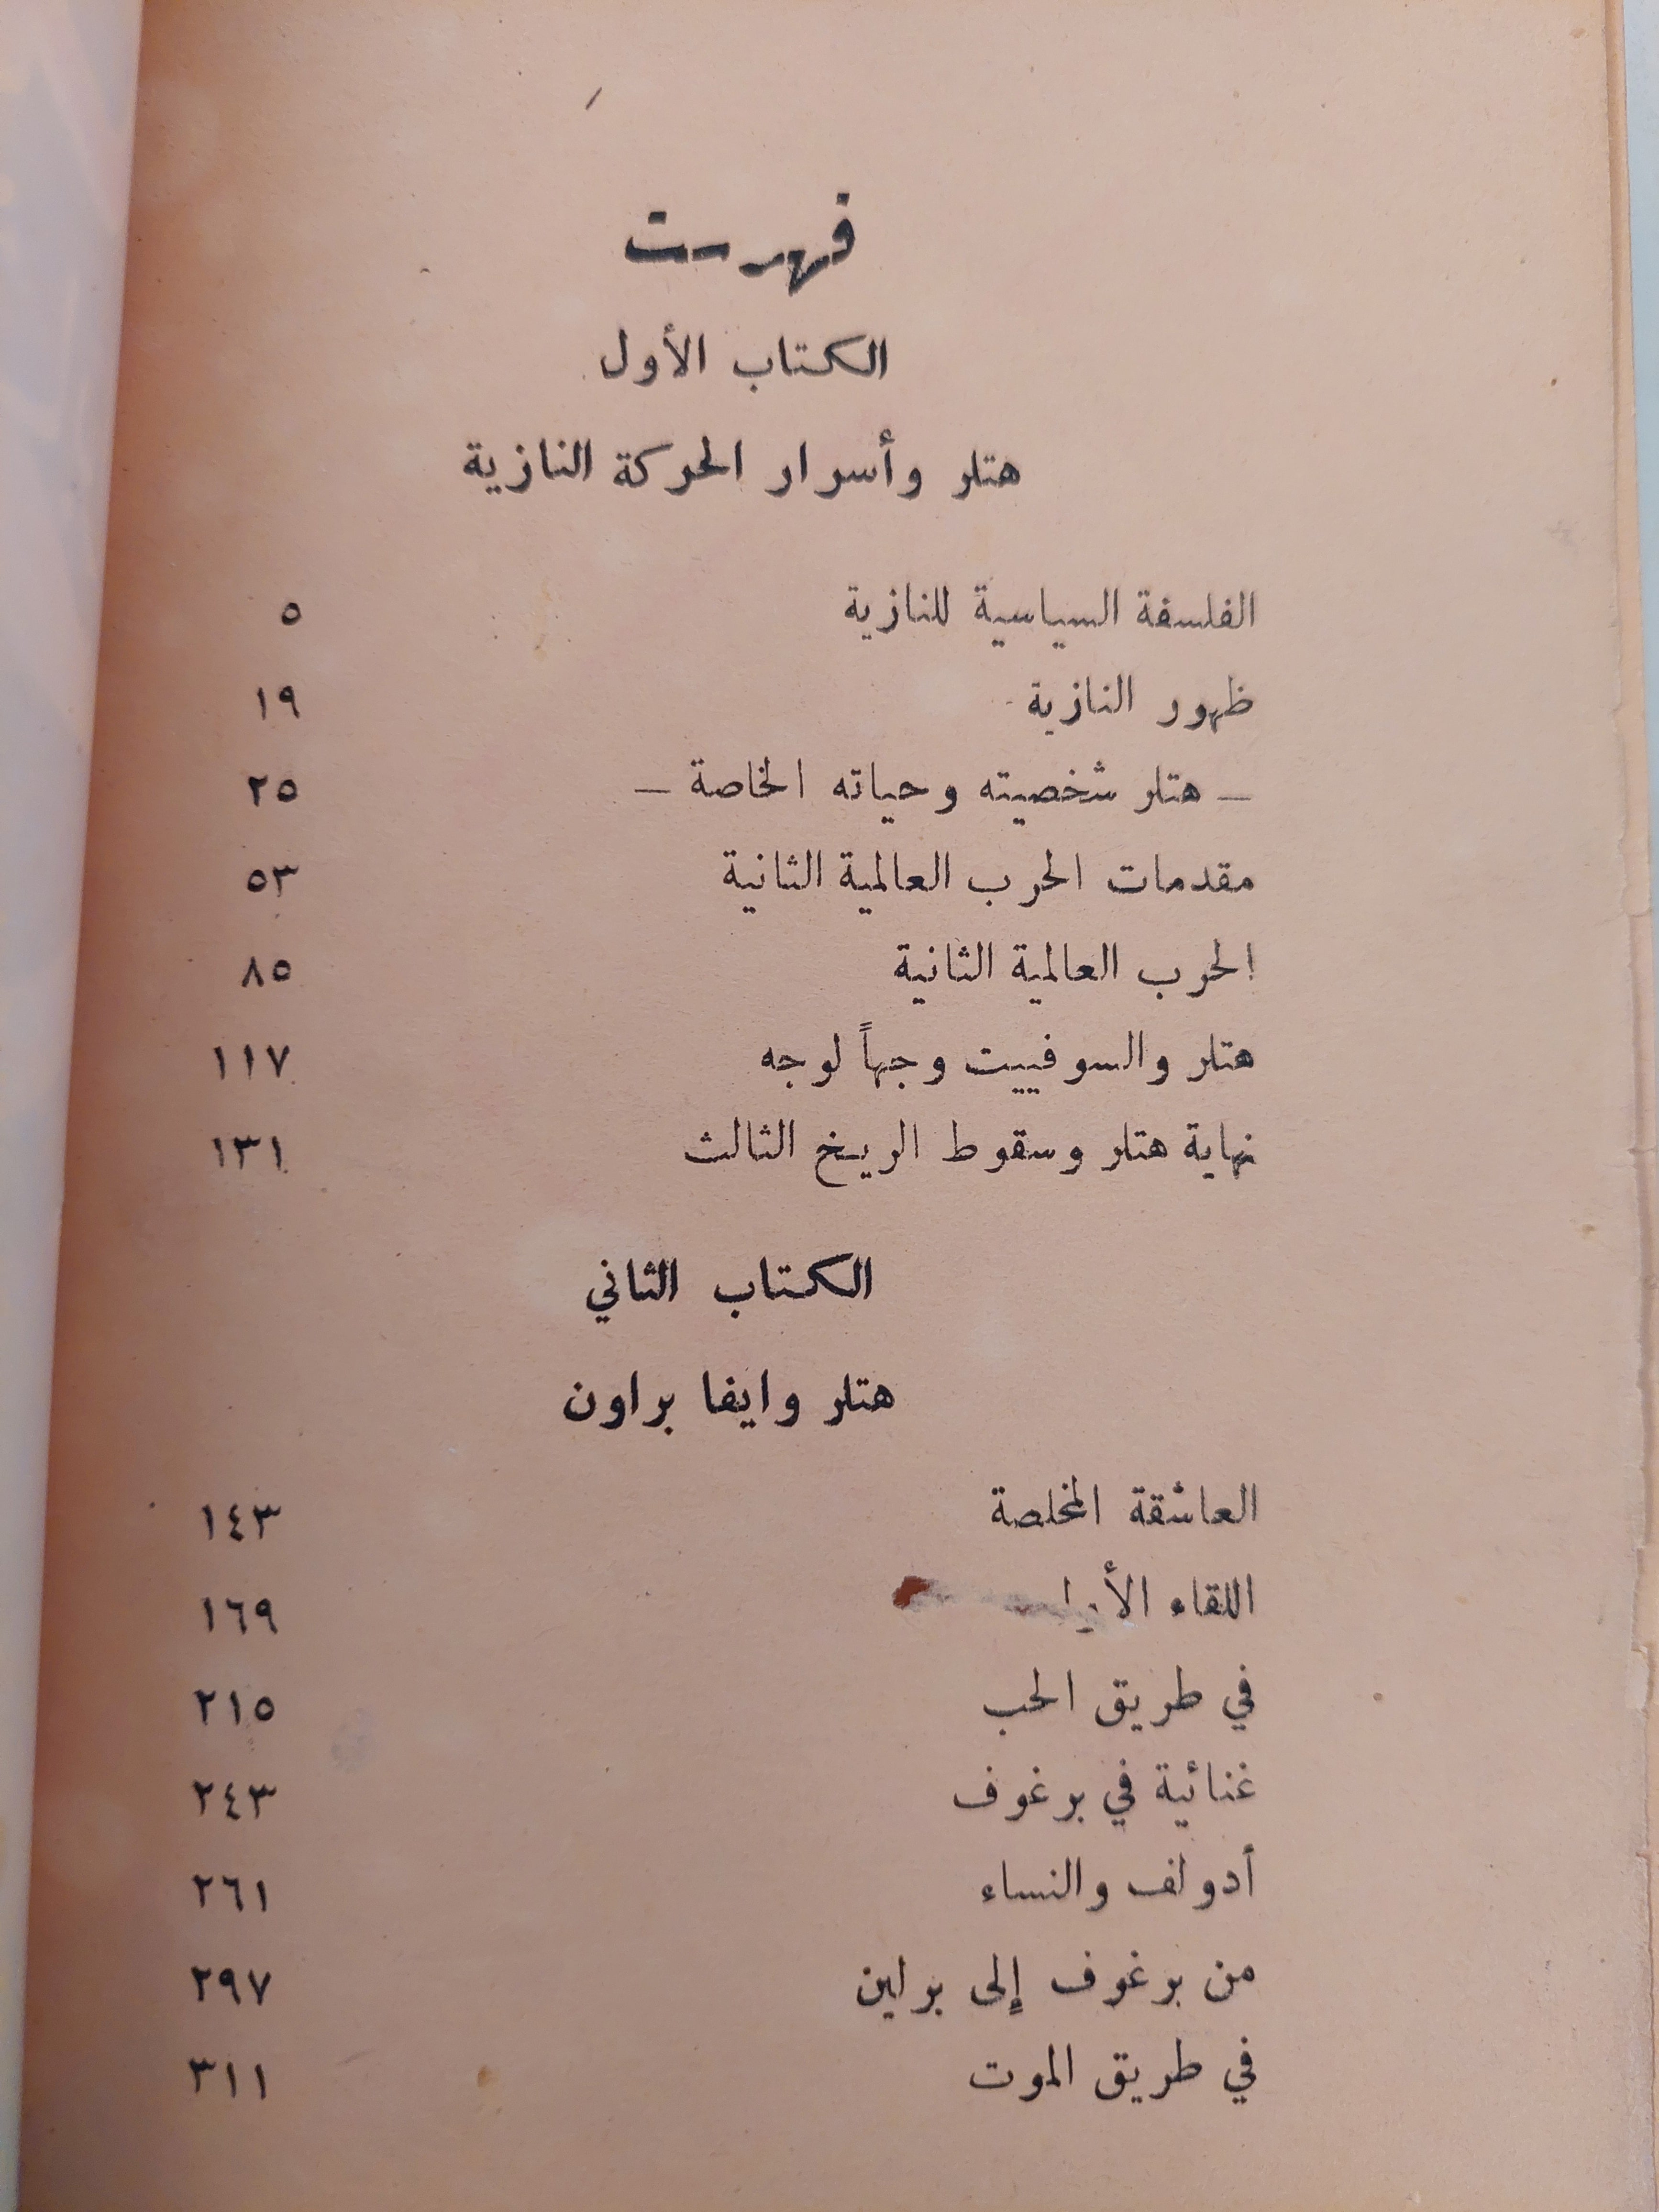 فهرست
الكتاب الأول
هتلر وأسرار الحركة النازية
الفلسفة السياسية للنازية ٥
ظهور النازية ١٩
– هتلر شخصيته وحياته الخاصة – ٢٥
مقدمات الحرب العالمية الثانية ٥٣
الحرب العالمية الثانية ٨٥
هتلر والسوفييت وجهاً لوجه ١١٧
نهاية هتلر وسقوط الريخ الثالث ١٣١
الكتاب الثاني
هتلر وايفا براون
العاشقة المخلصة ١٤٣
اللقاء ١٦٩
في طريق الحب ٢١٥
غنائية في برغوف ٢٤٣
أدولف والنساء ٢٦١
من برغوف إلى برلين ٢٩٧
في طريق الموت ٣١١